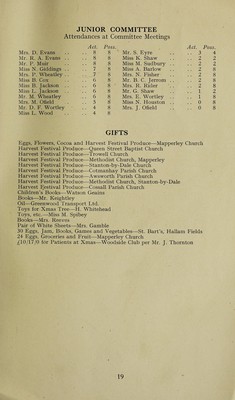 JUNIOR COMMITTEE
Attendances at Committee Meetings
Act. Poss.
Mrs. D. Evans .. 8 8
Mr. R. A. Evans .. 8 8
Mr. P. Muir .. 8 8
Miss N. Giddings .. 7 8
Mrs. P. Wheatley .. 7 8
Miss B. Cox .. 6 8
Miss B. Jackson .. 6 8
Miss L. Jackson .. 6 8
Mr. M. Wheatley .. 6 8
Mrs. M. Ofield .. 5 8
Mr. D. F. Wortley .. 4 8
Miss L. Wood .. 4 8
Act. Poss.
Mr. S. Eyre .. 3 4
Miss K. Shaw .. 2 2
Miss M. Sadbury .. 2 2
Miss A. Barlow .. 2 8
Mrs. N. Fisher .. 2 8
Mr. B. C. Jerrom .. 2 8
Mrs. R. Rider .. 2 8
Mr. G. Shaw .. 1 2
Mrs. E. Wortley .. 1 8
Miss N. Houston .. 0 8
Mrs. J. Ofield .. 0 8
GIFTS
Eggs, Flowers, Cocoa and Harvest Festival Produce—Mapperley Church
Harvest Festival Produce—Queen Street Baptist Church
Harvest Festival Produce—Trowell Church
Harvest Festival Produce—Methodist Church, Mapperley
Harvest Festival Produce—Stanton-by-Dale Church
Harvest Festival Produce—Cotmanhay Parish Church
Harvest Festival Produce—Awsworth Parish Church
Harvest Festival Produce—Methodist Church, Stanton-by-Dale
Harvest Festival Produce—Cossall Parish Church
Children's Books—Watson Geains
Books—Mr. Keightley
Oil—Greenwood Transport Ltd.
Toys for Xmas Tree—H. Whitehead
Toys, etc.—Miss M. Spibey
Books—Mrs. Reeves
Pair of White Sheets—Mrs. Gamble
30 Eggs, Jam, Books, Games and Vegetables—St. Bart's, Hallam Fields
24 Eggs, Groceries and Fruit—Mapperley Church
£10/17/0 for Patients at Xmas—Woodside Club per Mr. J. Thornton
19